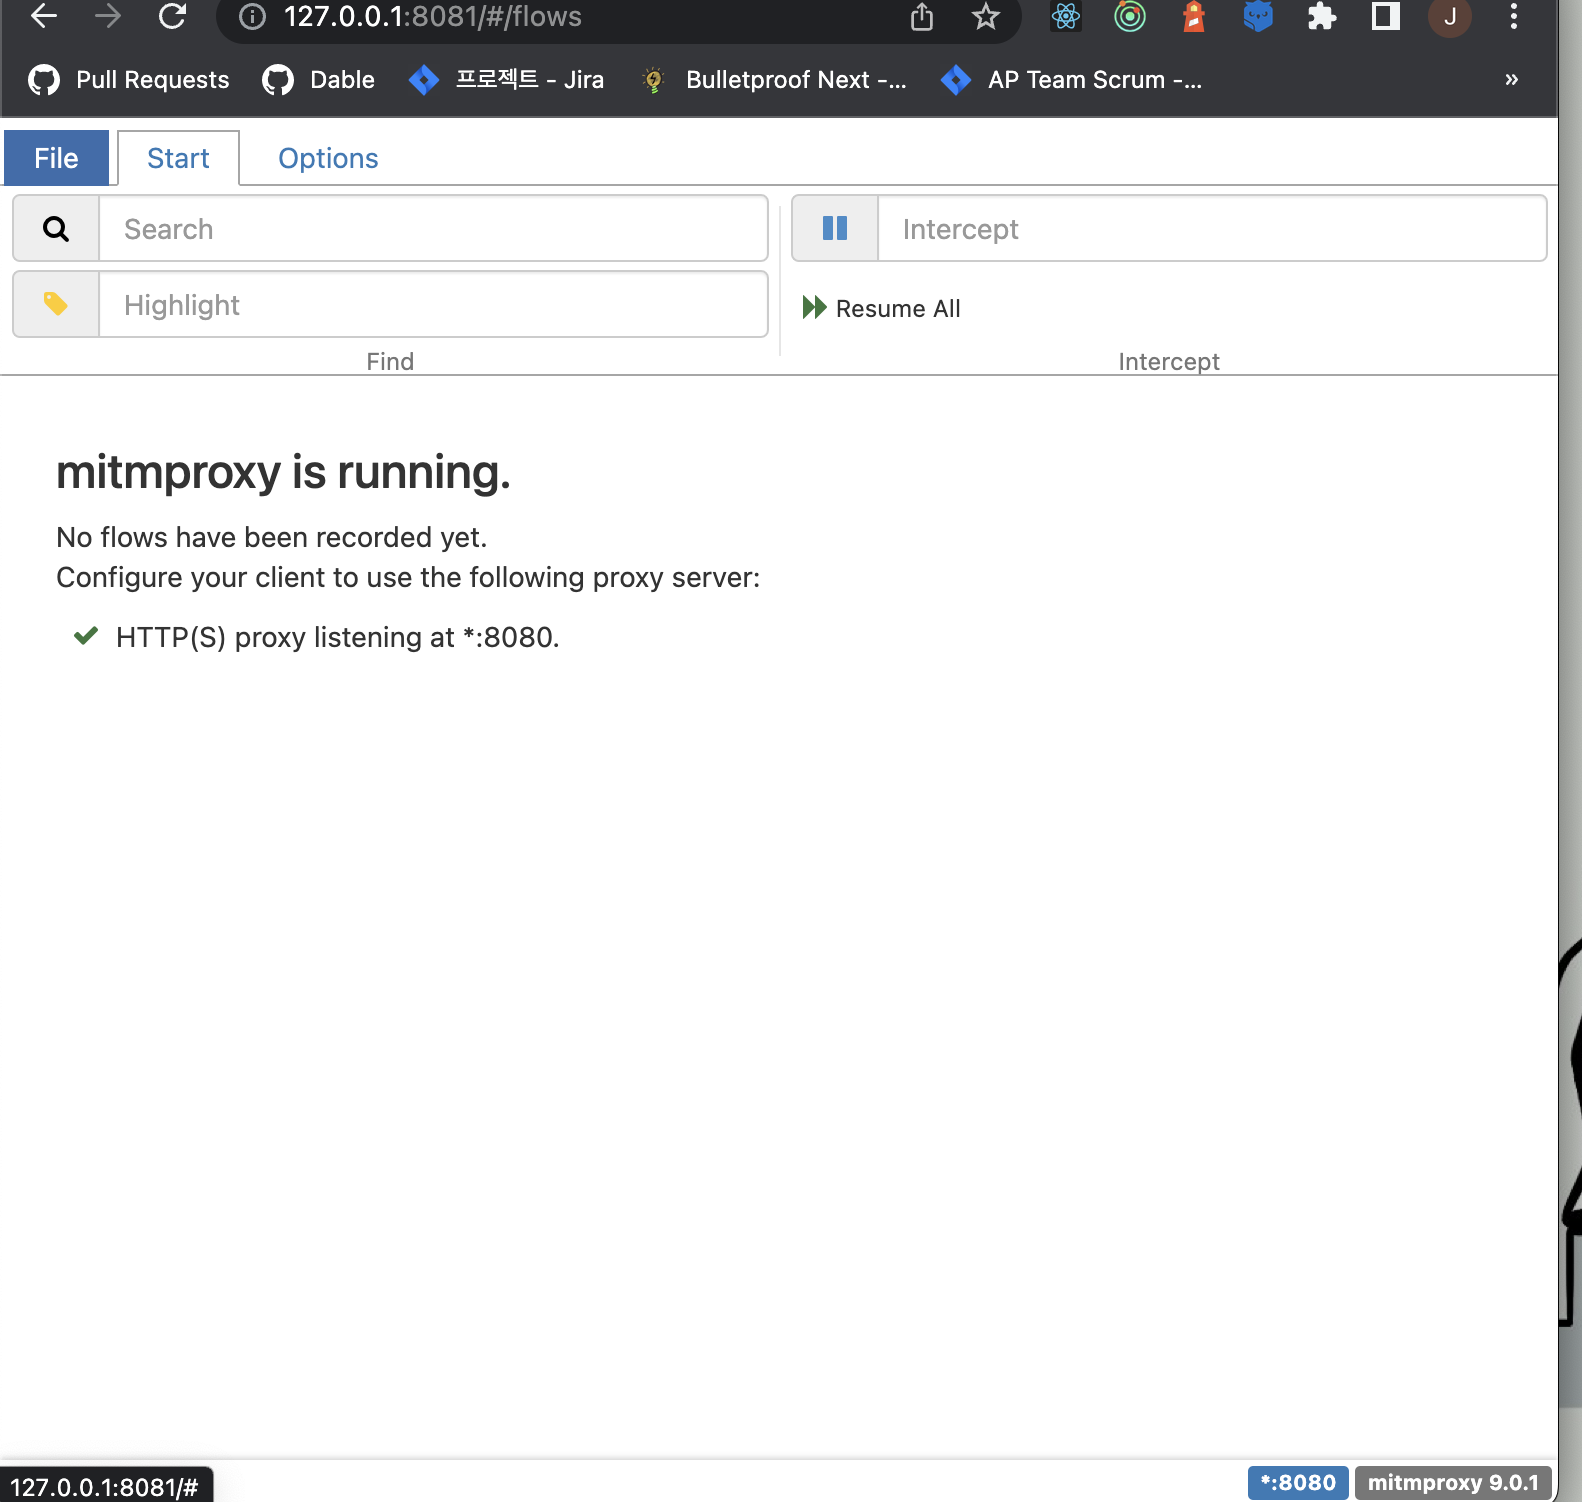 127.0.0.1:8081/#/flows
J
Pull Requests Dable 프로젝트 - Jira Bulletproof Next -... AP Team Scrum -... »
File Start Options
Search Intercept
Highlight Resume All
Find Intercept
mitmproxy is running.
No flows have been recorded yet.
Configure your client to use the following proxy server:
HTTP(S) proxy listening at *:8080.
127.0.0.1:8081/# *:8080 mitmproxy 9.0.1